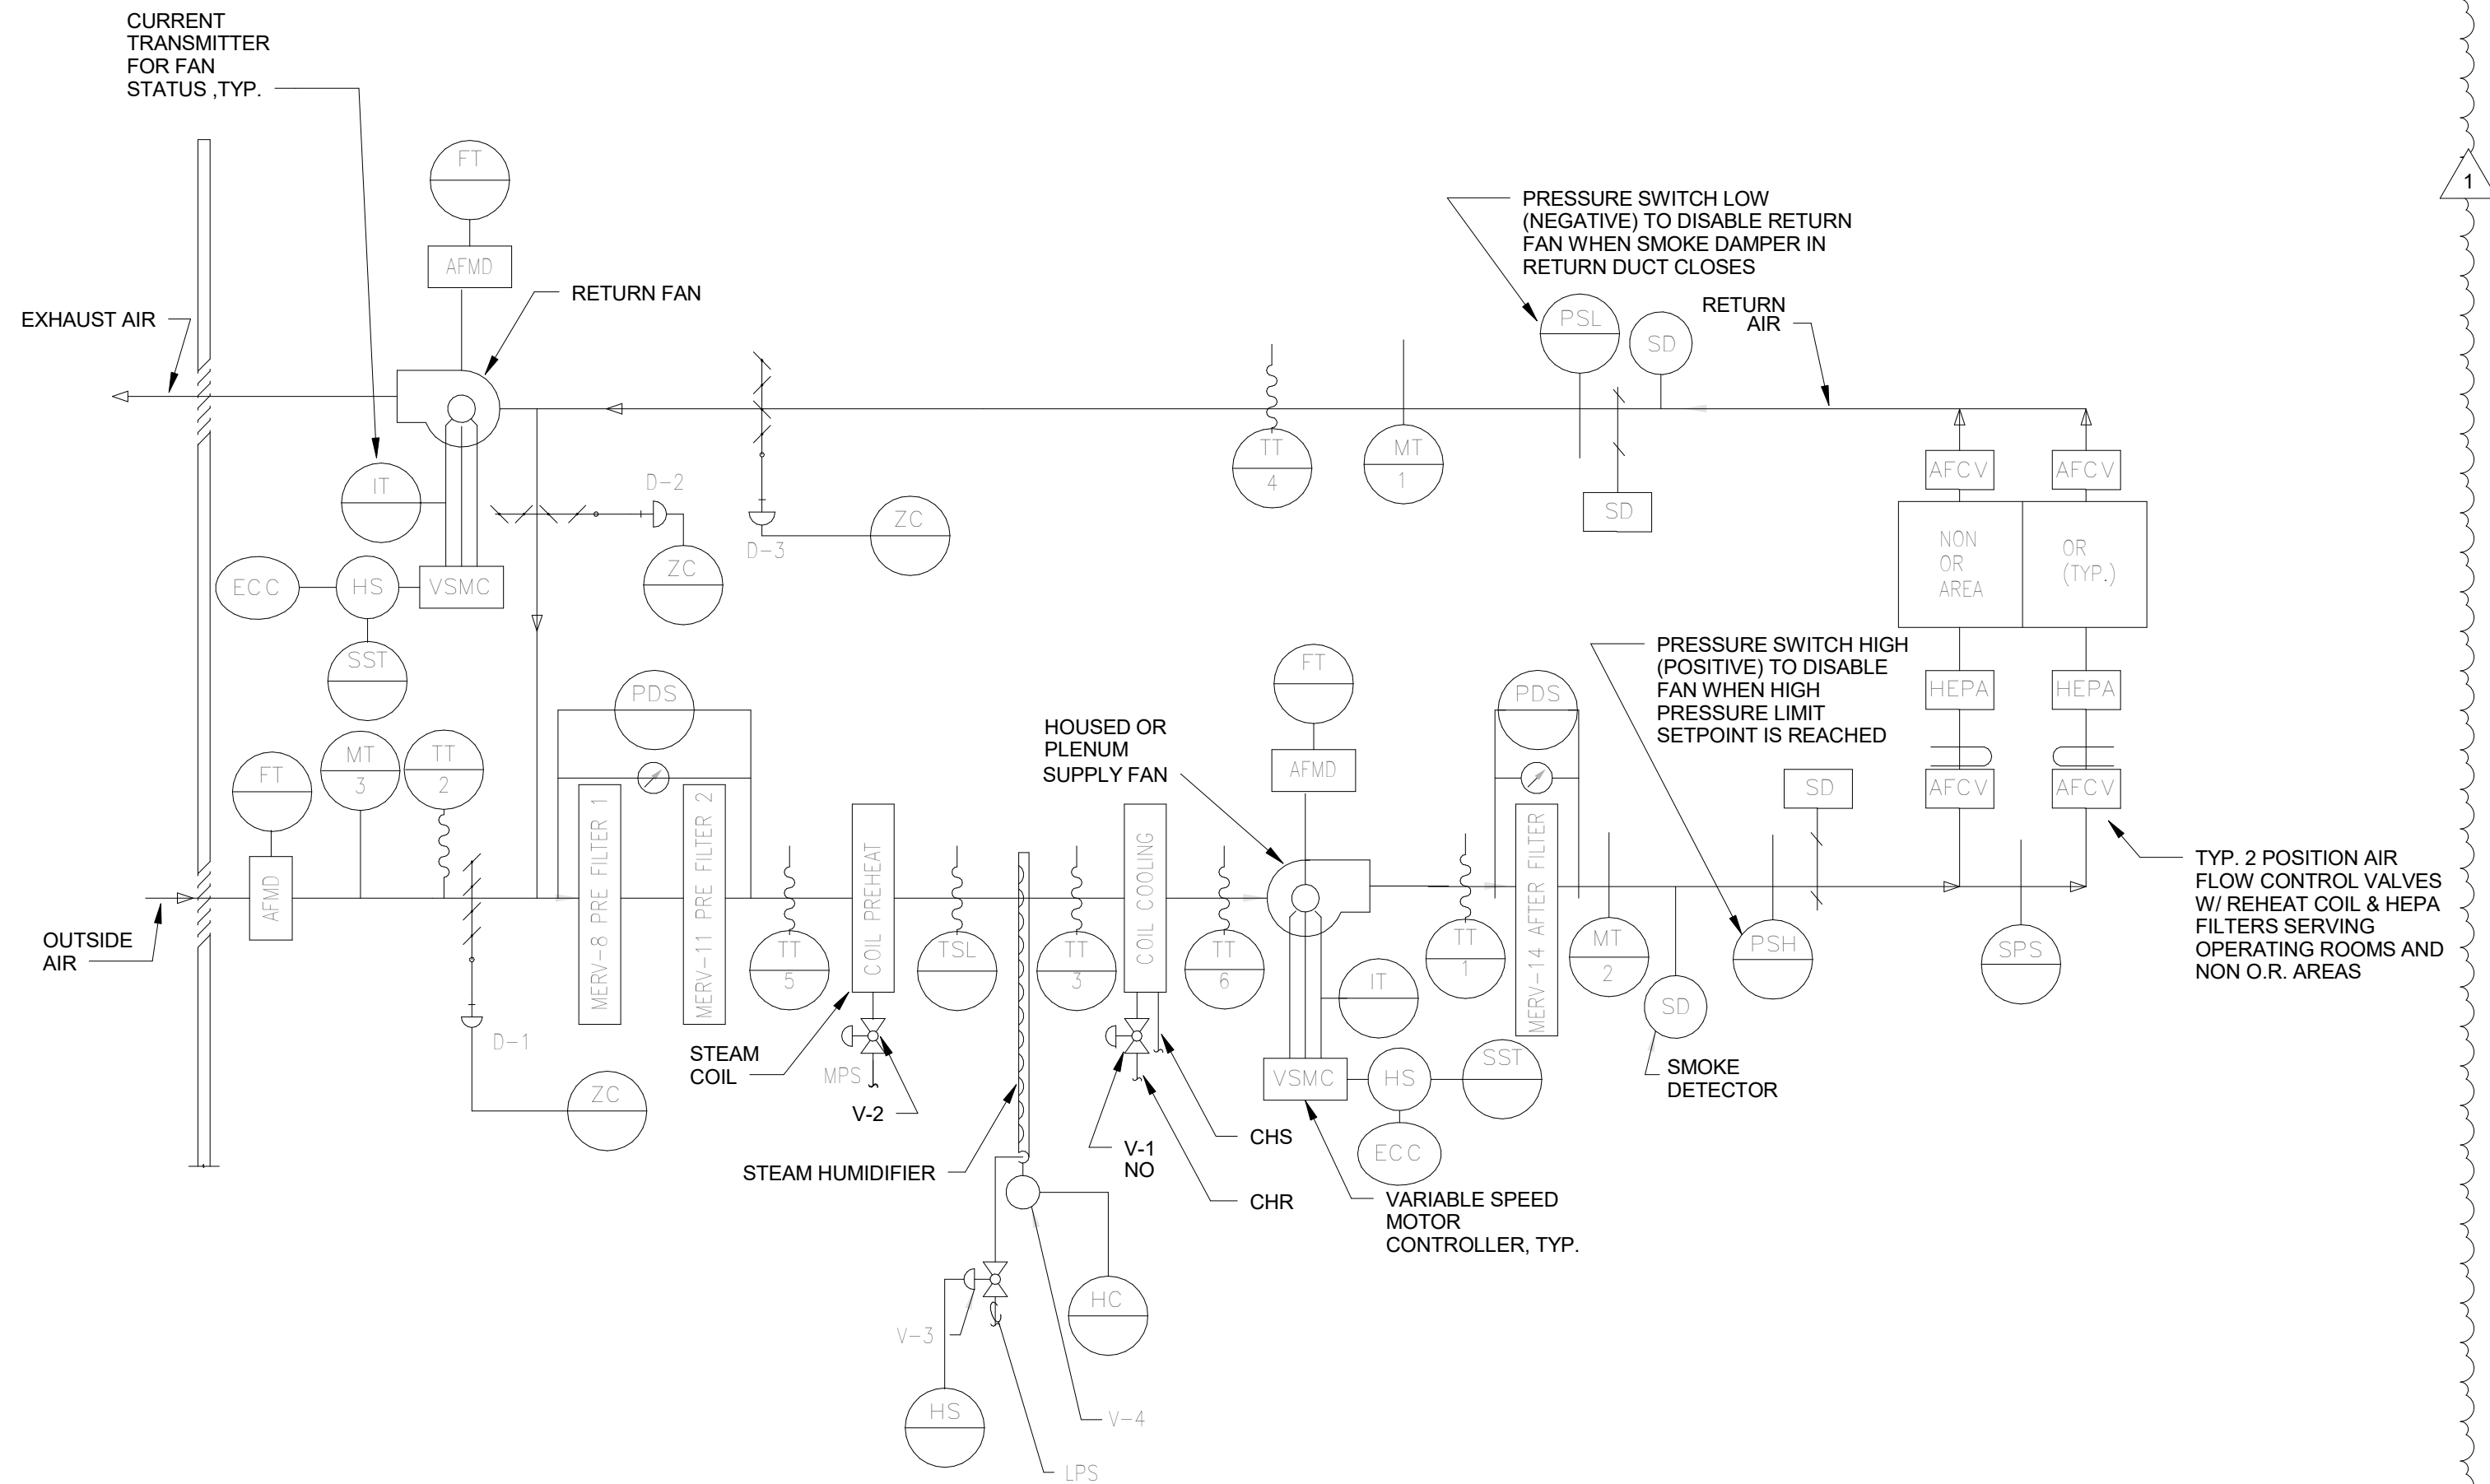 CURRENT
TRANSMITTER
FOR FAN
STATUS ,TYP.
FT
AFMD
RETURN FAN
EXHAUST AIR
PRESSURE SWITCH LOW
(NEGATIVE) TO DISABLE RETURN
FAN WHEN SMOKE DAMPER IN
RETURN DUCT CLOSES
1
RETURN
AIR
PSL
SD
TT
4
MT
1
SD
AFCV
AFCV
IT
D-2
ZC
D-3
ZC
ECC
HS
VSMC
SST
NON
OR
AREA
OR
(TYP.)
HEPA
HEPA
AFCV
AFCV
PRESSURE SWITCH HIGH
(POSITIVE) TO DISABLE
FAN WHEN HIGH
PRESSURE LIMIT
SETPOINT IS REACHED
SD
FT
MT
3
TT
2
PDS
FT
AFMD
PDS
HOUSED OR
PLENUM
SUPPLY FAN
AFMD
OUTSIDE
AIR
MERV-8 PRE FILTER 1
MERV-11 PRE FILTER 2
TT
5
COIL PREHEAT
TSL
TT
3
COIL COOLING
TT
6
IT
TT
1
MERV-14 AFTER FILTER
MT
2
SD
PSH
SPS
TYP. 2 POSITION AIR
FLOW CONTROL VALVES
W/ REHEAT COIL & HEPA
FILTERS SERVING
OPERATING ROOMS AND
NON O.R. AREAS
D-1
ZC
STEAM
COIL
MPS
V-2
STEAM HUMIDIFIER
V-1
NO
CHS
CHR
VSMC
HS
SST
ECC
SMOKE
DETECTOR
VARIABLE SPEED
MOTOR
CONTROLLER, TYP.
HC
V-3
HS
V-4
LPS